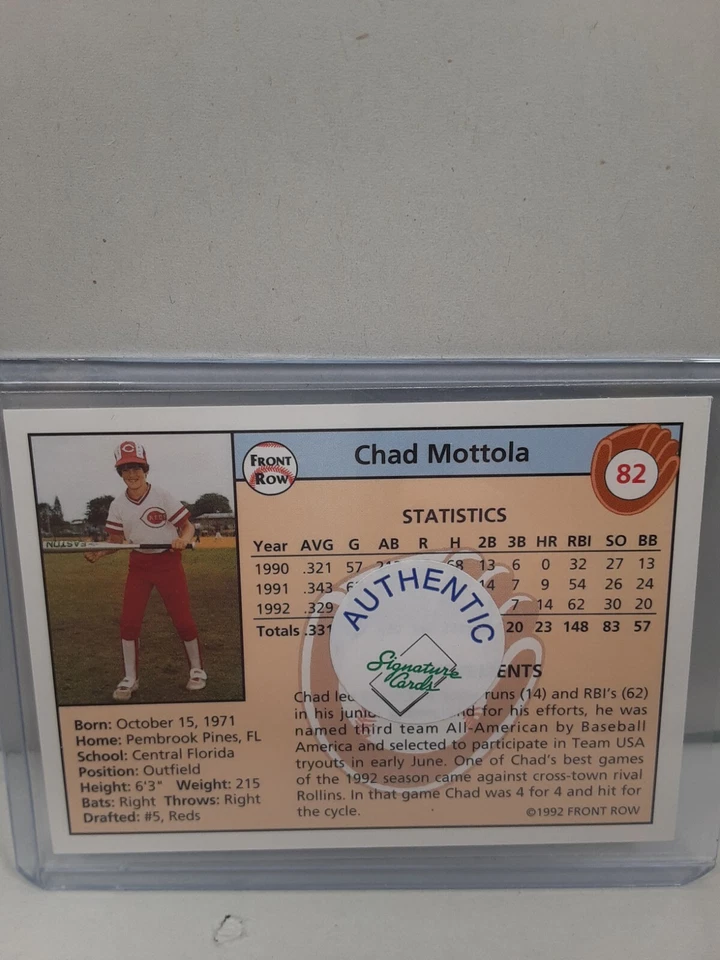 FRONT
ROW
Chad Mottola
82
STATISTICS
Year AVG G AB R H 2B 3B HR RBI SO BB
1990 .321 57 68 13 6 0 32 27 13
1991 .343 14 7 9 54 26 24
1992 .329 7 14 62 30 20
Totals .331 20 23 148 83 57
AUTHENTIC
Signature
Cards
ENTS
Chad led runs (14) and RBI's (62)
in his junior nd for his efforts, he was
named third team All-American by Baseball
America and selected to participate in Team USA
tryouts in early June. One of Chad's best games
of the 1992 season came against cross-town rival
Rollins. In that game Chad was 4 for 4 and hit for
the cycle.
©1992 FRONT ROW
Born: October 15, 1971
Home: Pembrook Pines, FL
School: Central Florida
Position: Outfield
Height: 6'3" Weight: 215
Bats: Right Throws: Right
Drafted: #5, Reds
EASTON
REDS